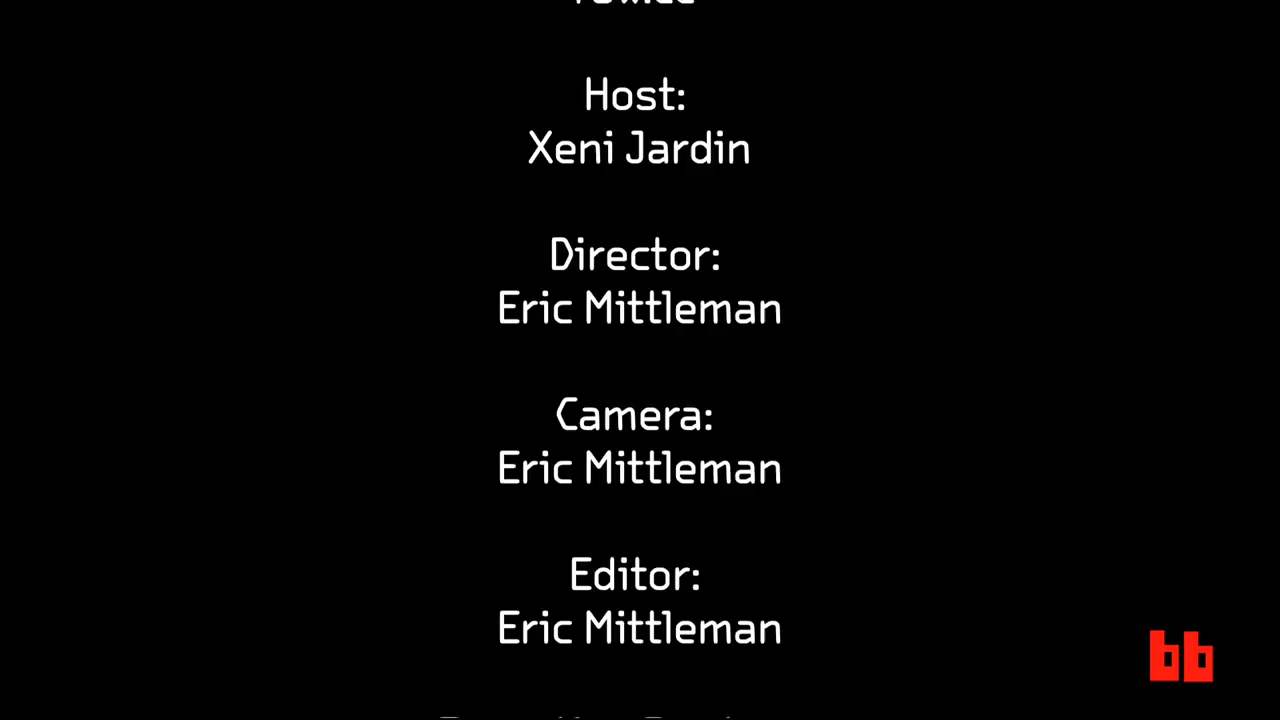 Host:
Xeni Jardin
Director:
Eric Mittleman
Camera:
Eric Mittleman
Editor:
Eric Mittleman
bb